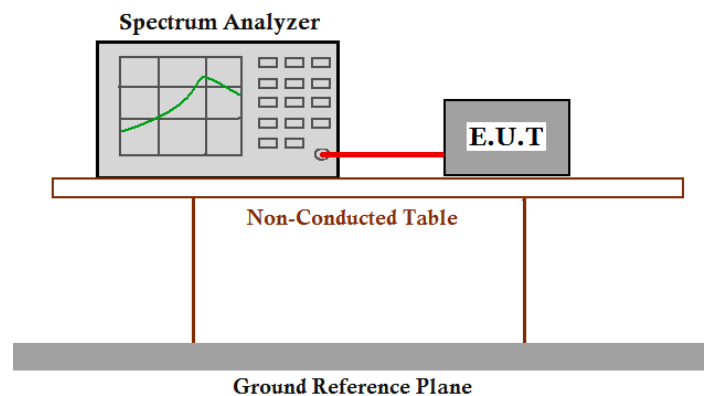 Spectrum Analyzer
E.U.T
Non-Conducted Table
Ground Reference Plane